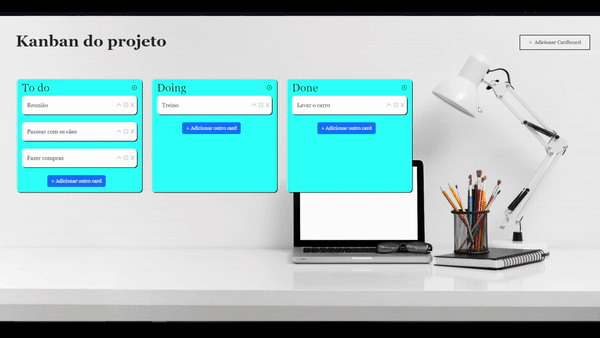 Kanban do projeto
+ Adicionar Cardboard
To do
Reunião
Passear com os cães
Fazer compras
+ Adicionar outro card
Doing
Treino
+ Adicionar outro card
Done
Lavar o carro
+ Adicionar outro card